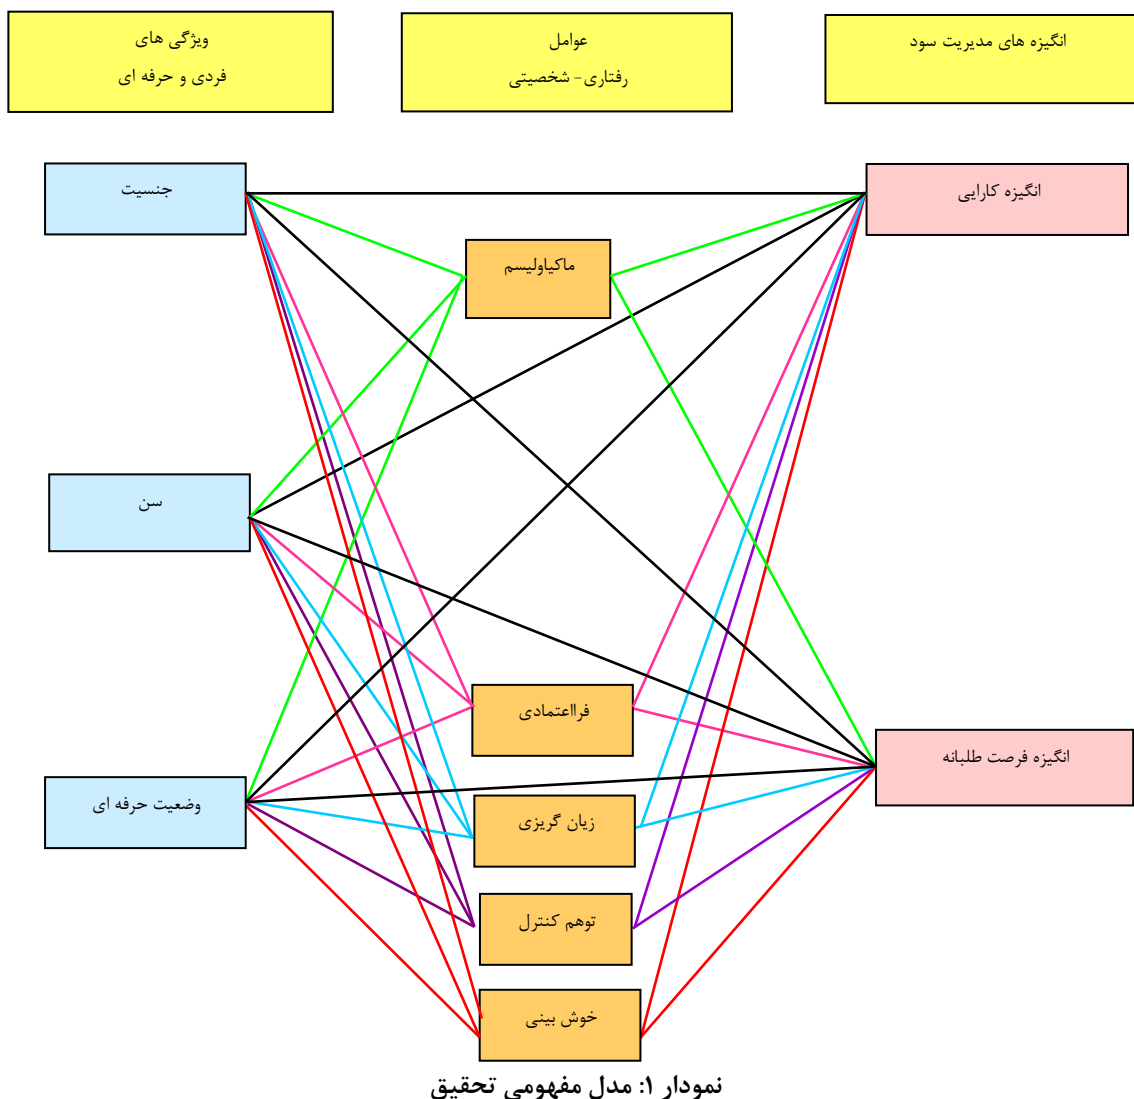 انگیزه های مدیریت سود
عوامل
رفتاری- شخصیتی
ویژگی های
فردی و حرفه ای
انگیزه کارایی
جنسیت
ماکیاولیسم
سن
فرااعتمادی
انگیزه فرصت طلبانه
وضعیت حرفه ای
زیان گریزی
توهم کنترل
خوش بینی
نمودار ۱: مدل مفهومی تحقیق